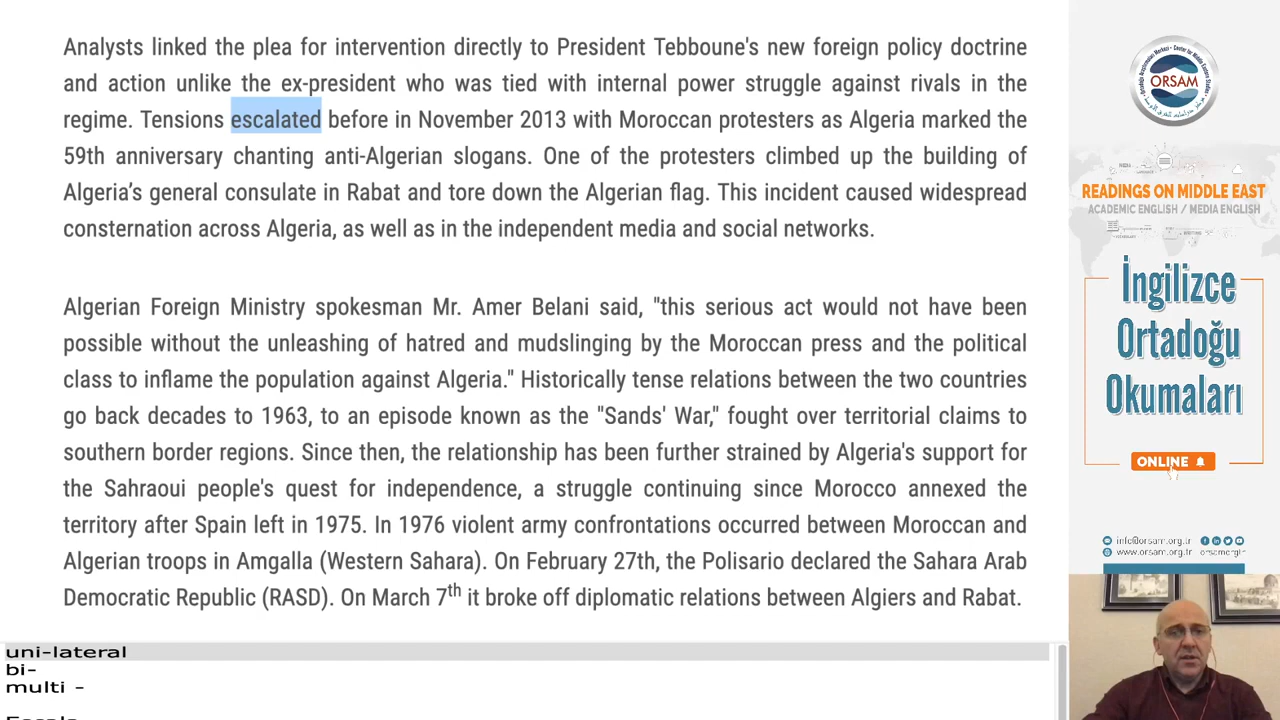 Analysts linked the plea for intervention directly to President Tebboune's new foreign policy doctrine
and action unlike the ex-president who was tied with internal power struggle against rivals in the
regime. Tensions escalated before in November 2013 with Moroccan protesters as Algeria marked the
59th anniversary chanting anti-Algerian slogans. One of the protesters climbed up the building of
Algeria’s general consulate in Rabat and tore down the Algerian flag. This incident caused widespread
consternation across Algeria, as well as in the independent media and social networks.
Algerian Foreign Ministry spokesman Mr. Amer Belani said, "this serious act would not have been
possible without the unleashing of hatred and mudslinging by the Moroccan press and the political
class to inflame the population against Algeria." Historically tense relations between the two countries
go back decades to 1963, to an episode known as the "Sands' War," fought over territorial claims to
southern border regions. Since then, the relationship has been further strained by Algeria's support for
the Sahraoui people's quest for independence, a struggle continuing since Morocco annexed the
territory after Spain left in 1975. In 1976 violent army confrontations occurred between Moroccan and
Algerian troops in Amgalla (Western Sahara). On February 27th, the Polisario declared the Sahara Arab
Democratic Republic (RASD). On March 7th it broke off diplomatic relations between Algiers and Rabat.
uni-lateral
bi-
multi -
ORSAM
READINGS ON MIDDLE EAST
ACADEMIC ENGLISH / MEDIA ENGLISH
İngilizce
Ortadoğu
Okumaları
ONLINE
info@orsam.org.tr
www.orsam.org.tr orsamorgtr